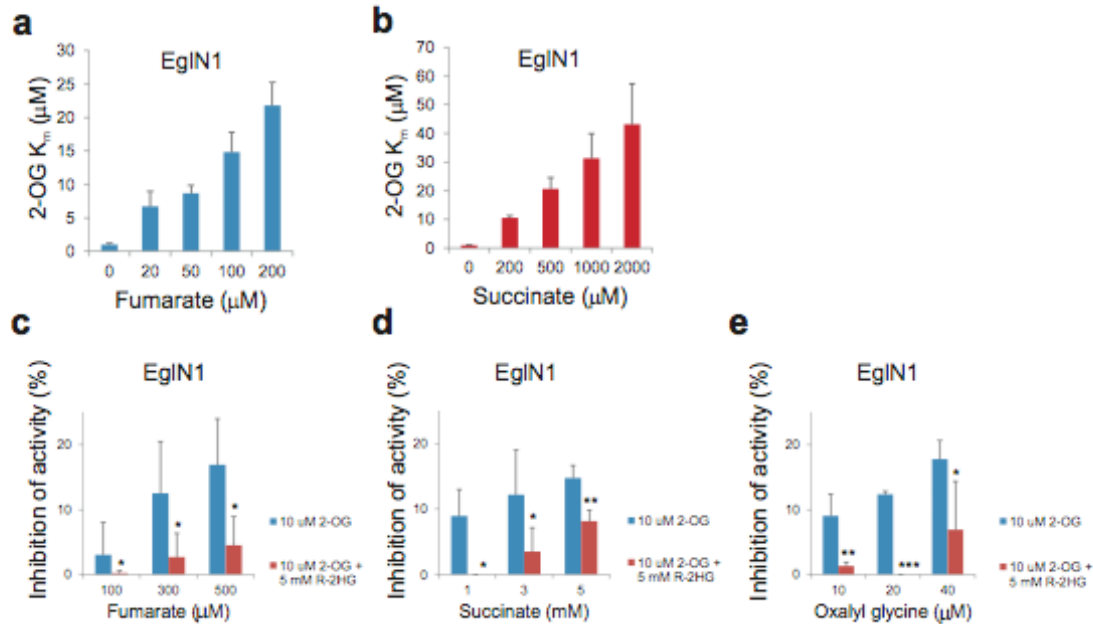 a
EglN1
2-OG Km (μM)
30
25
20
15
10
5
0
0 20 50 100 200
Fumarate (μM)
b
EglN1
2-OG Km (μM)
70
60
50
40
30
20
10
0
0 200 500 1000 2000
Succinate (μM)
c
EglN1
Inhibition of activity (%)
20
10
0
* * *
100 300 500
Fumarate (μM)
10 uM 2-OG
10 uM 2-OG +
5 mM R-2HG
d
EglN1
Inhibition of activity (%)
20
10
0
* * **
1 3 5
Succinate (mM)
10 uM 2-OG
10 uM 2-OG +
5 mM R-2HG
e
EglN1
Inhibition of activity (%)
20
10
0
** *** *
10 20 40
Oxalyl glycine (μM)
10 uM 2-OG
10 uM 2-OG +
5 mM R-2HG